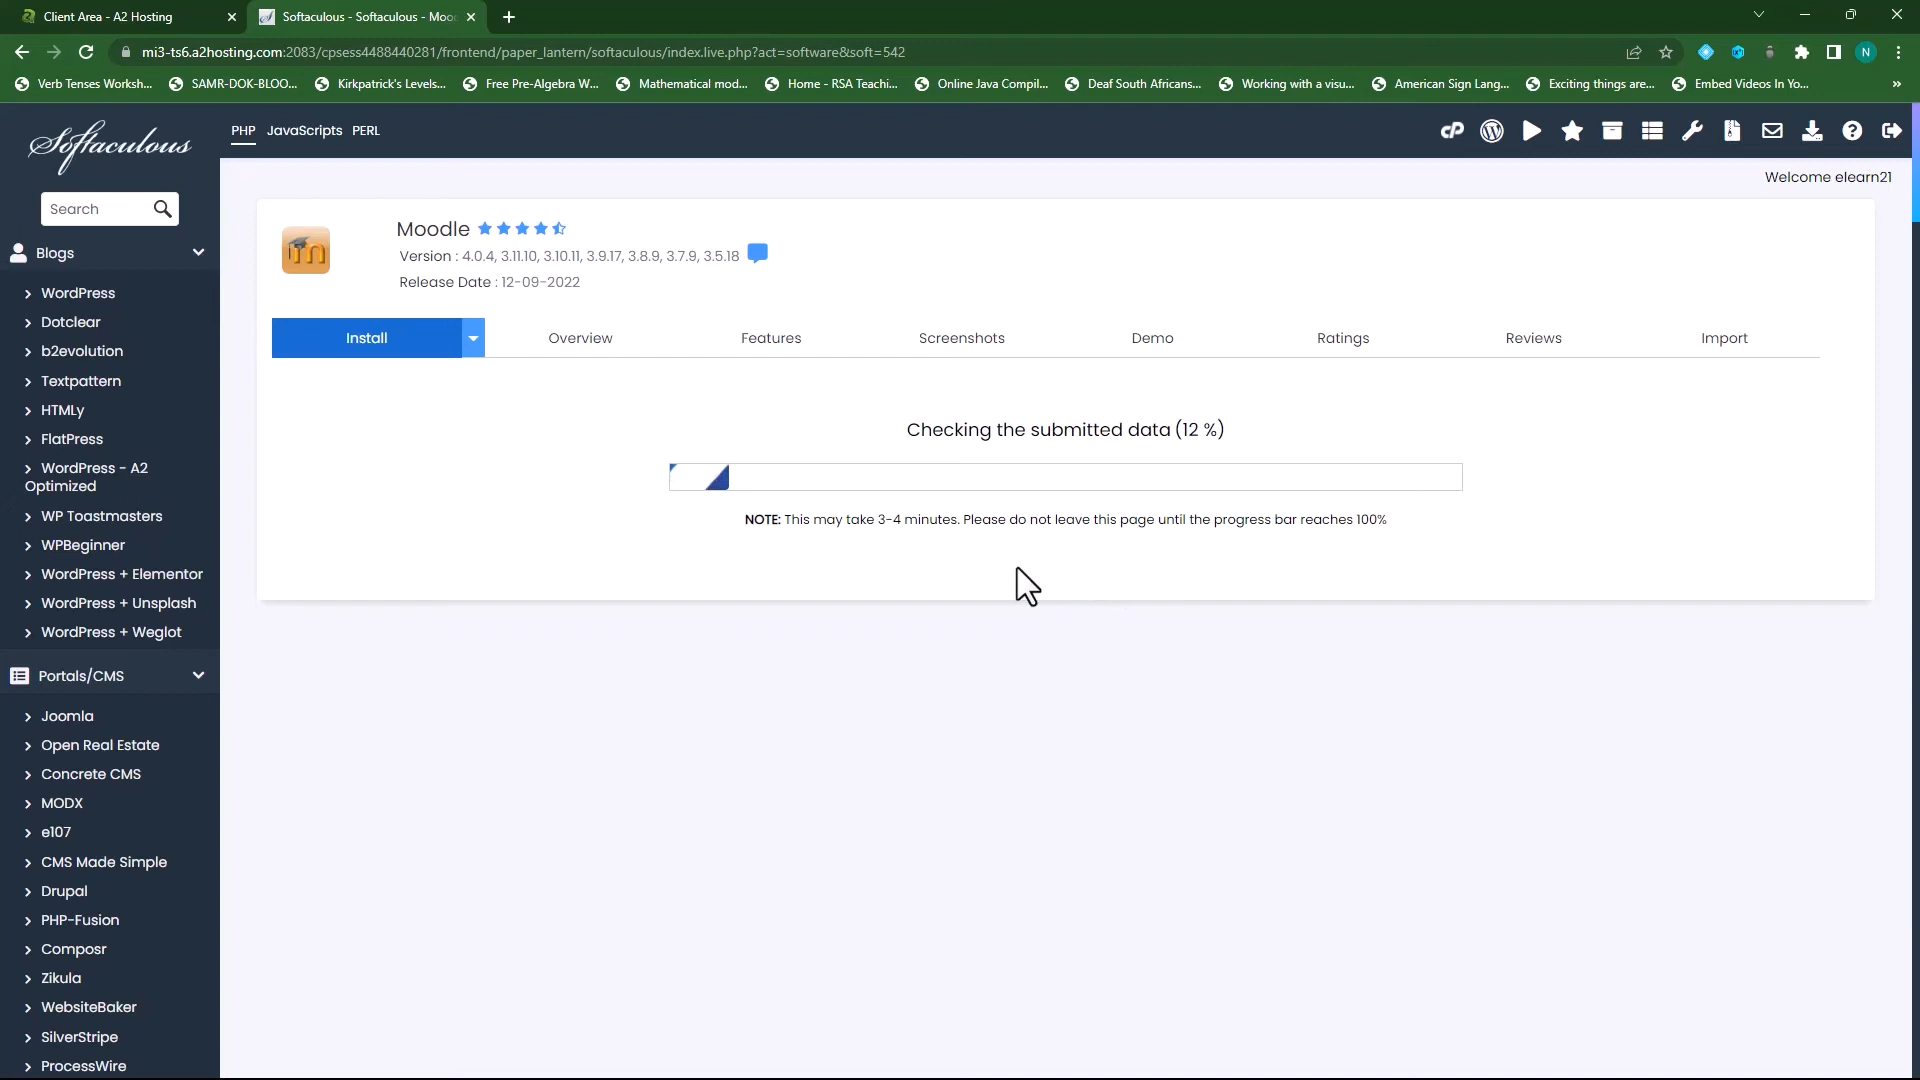 Client Area - A2 Hosting
Softaculous - Softaculous - Moo
mi3-ts6.a2hosting.com:2083/cpsess4488440281/frontend/paper_lantern/softaculous/index.live.php?act=software&soft=542
N
Verb Tenses Worksh...
SAMR-DOK-BLOO...
Kirkpatrick's Levels...
Free Pre-Algebra W...
Mathematical mod...
Home - RSA Teachi...
Online Java Compil...
Deaf South Africans...
Working with a visu...
American Sign Lang...
Exciting things are...
Embed Videos In Yo...
Softaculous
PHP JavaScripts PERL
Welcome elearn21
Search
Blogs
WordPress
Dotclear
b2evolution
Textpattern
HTMLy
FlatPress
WordPress - A2
Optimized
WP Toastmasters
WPBeginner
WordPress + Elementor
WordPress + Unsplash
WordPress + Weglot
Portals/CMS
Joomla
Open Real Estate
Concrete CMS
MODX
e107
CMS Made Simple
Drupal
PHP-Fusion
Composr
Zikula
WebsiteBaker
SilverStripe
ProcessWire
Moodle
Version : 4.0.4, 3.11.10, 3.10.11, 3.9.17, 3.8.9, 3.7.9, 3.5.18
Release Date : 12-09-2022
Install
Overview
Features
Screenshots
Demo
Ratings
Reviews
Import
Checking the submitted data (12 %)
NOTE: This may take 3-4 minutes. Please do not leave this page until the progress bar reaches 100%